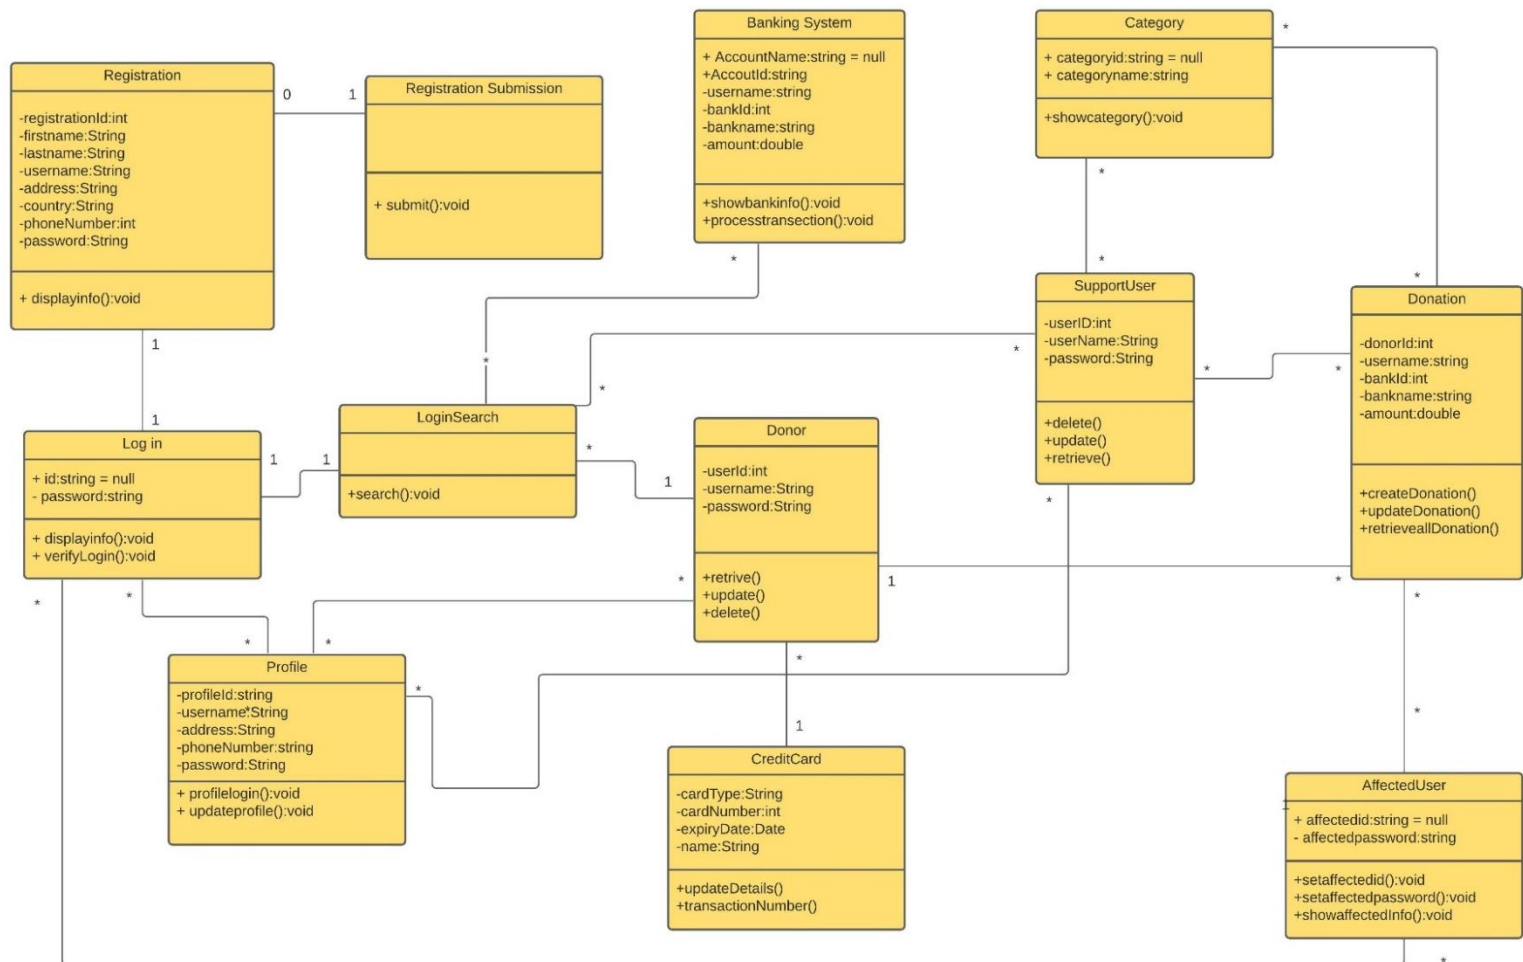 Registration
-registrationId:int
-firstname:String
-lastname:String
-username:String
-address:String
-country:String
-phoneNumber:int
-password:String
+ displayinfo():void
0
1
Registration Submission
+ submit():void
Banking System
+ AccountName:string = null
+AccoutId:string
-username:string
-bankId:int
-bankname:string
-amount:double
+showbankinfo():void
+processtransection():void
*
*
Category
+ categoryid:string = null
+ categoryname:string
+showcategory():void
*
*
*
*
SupportUser
-userID:int
-userName:String
-password:String
+delete()
+update()
+retrieve()
*
*
*
*
*
Donation
-donorId:int
-username:string
-bankId:int
-bankname:string
-amount:double
+createDonation()
+updateDonation()
+retrieveallDonation()
1
1
Log in
+ id:string = null
- password:string
+ displayinfo():void
+ verifyLogin():void
1
1
LoginSearch
+search():void
*
1
Donor
-userId:int
-username:String
-password:String
+retrive()
+update()
+delete()
1
*
*
*
*
*
*
*
Profile
-profileId:string
-username*:String
-address:String
-phoneNumber:string
-password:String
+ profilelogin():void
+ updateprofile():void
*
*
1
CreditCard
-cardType:String
-cardNumber:int
-expiryDate:Date
-name:String
+updateDetails()
+transactionNumber()
*
AffectedUser
1
+ affectedid:string = null
- affectedpassword:string
+setaffectedid():void
+setaffectedpassword():void
+showaffectedInfo():void
*